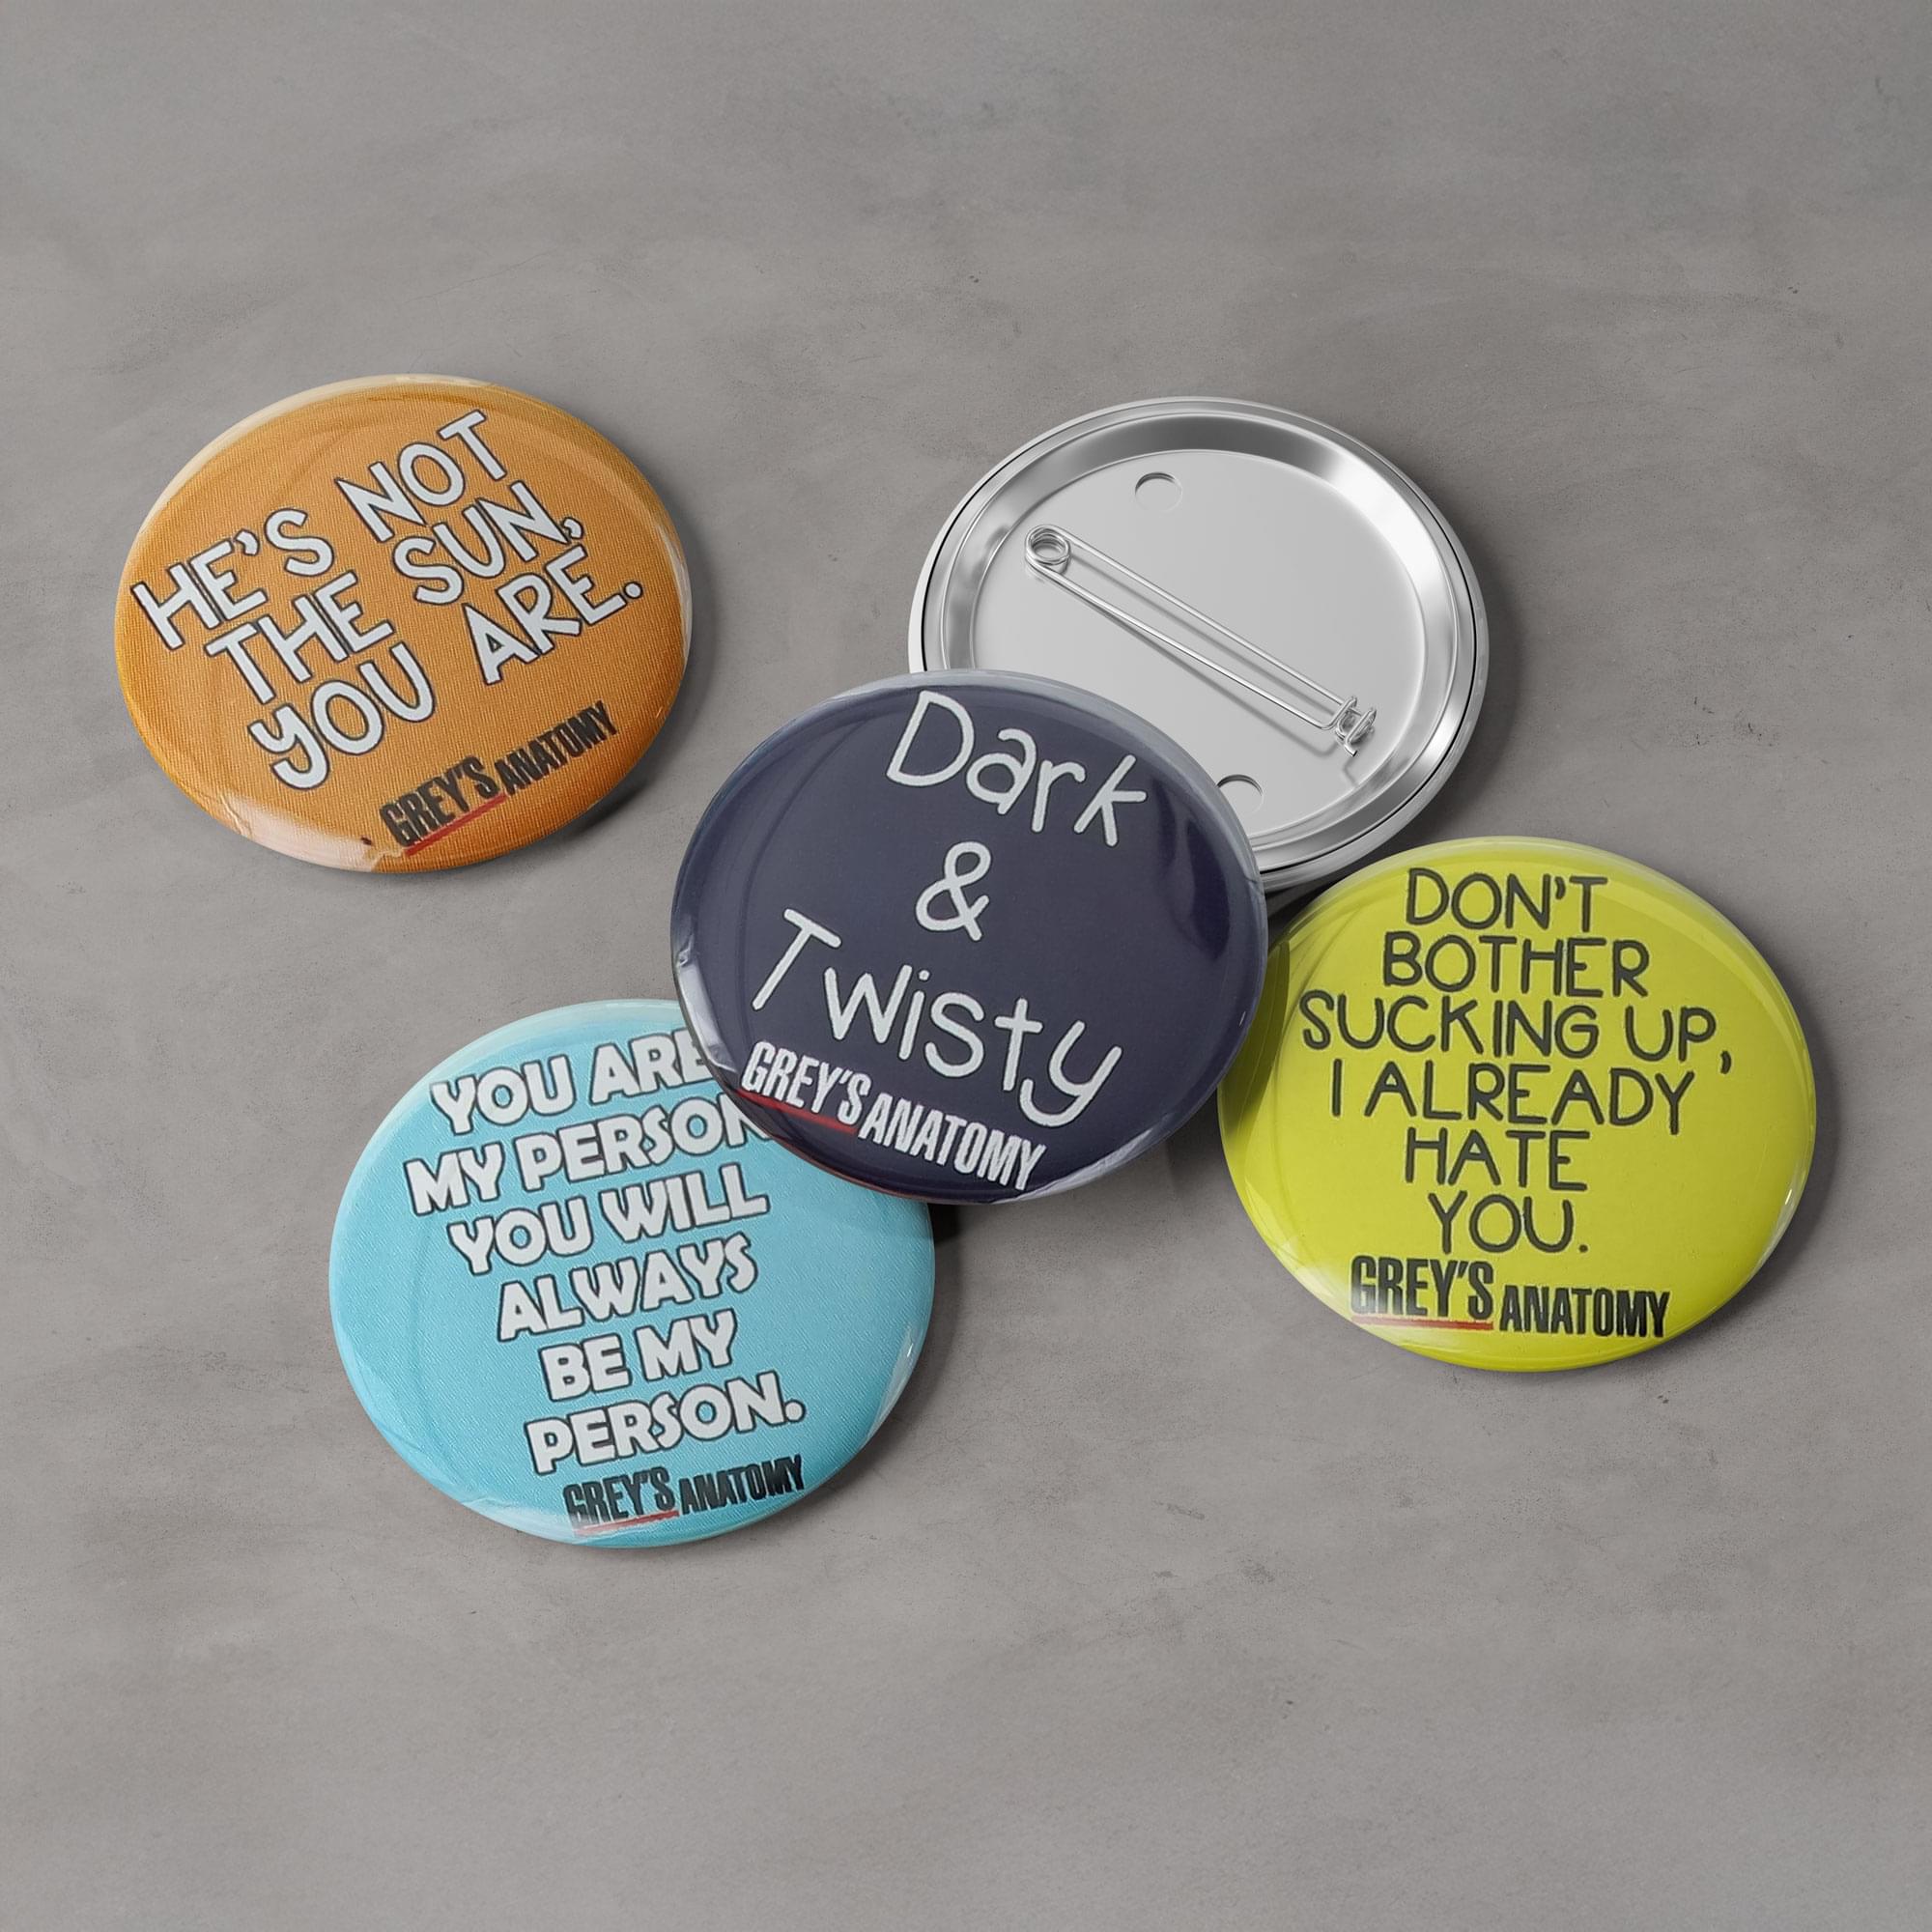 HE'S NOT
THE SUN,
YOU ARE.
GREY'S ANATOMY
Dark
&
Twisty
GREY'S ANATOMY
DON'T
BOTHER
SUCKING UP,
I ALREADY
HATE
YOU.
GREY'S ANATOMY
YOU ARE
MY PERSON
YOU WILL
ALWAYS
BE MY
PERSON.
GREY'S ANATOMY